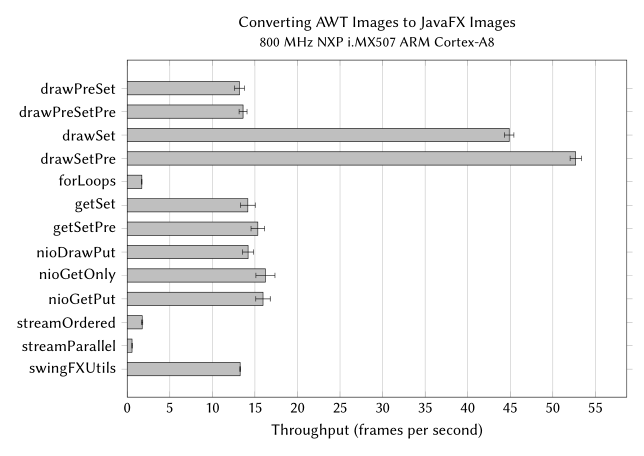 Converting AWT Images to JavaFX Images
800 MHz NXP i.MX507 ARM Cortex-A8
drawPreSet
drawPreSetPre
drawSet
drawSetPre
forLoops
getSet
getSetPre
nioDrawPut
nioGetOnly
nioGetPut
streamOrdered
streamParallel
swingFXUtils
0 5 10 15 20 25 30 35 40 45 50 55
Throughput (frames per second)